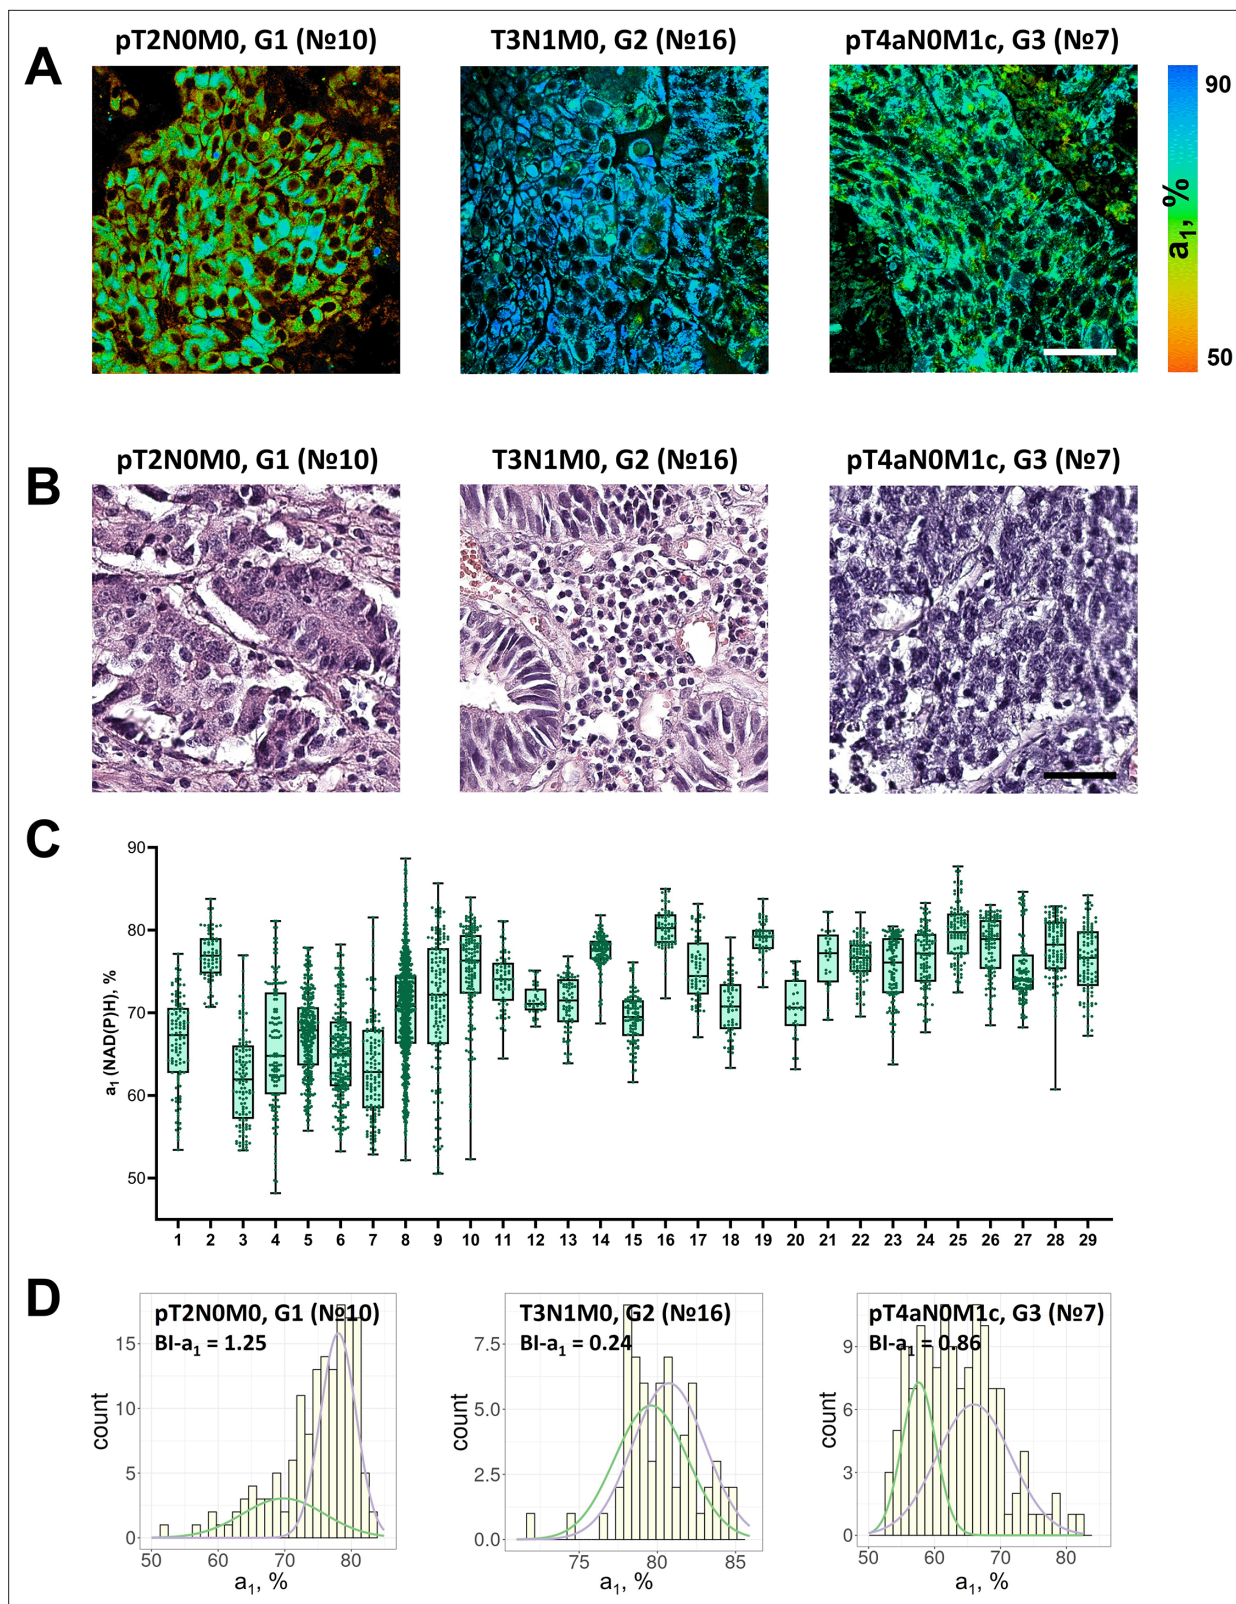 A
pT2N0M0, G1 (№10)
T3N1M0, G2 (№16)
pT4aN0M1c, G3 (№7)
90
a1, %
50
B
pT2N0M0, G1 (№10)
T3N1M0, G2 (№16)
pT4aN0M1c, G3 (№7)
C
a1 (NAD(P)H), %
90
80
70
60
50
1 2 3 4 5 6 7 8 9 10 11 12 13 14 15 16 17 18 19 20 21 22 23 24 25 26 27 28 29
D
pT2N0M0, G1 (№10)
BI-a1 = 1.25
count
15
10
5
0
50 60 70 80
a1, %
T3N1M0, G2 (№16)
BI-a1 = 0.24
count
7.5
5.0
2.5
0.0
75 80 85
a1, %
pT4aN0M1c, G3 (№7)
BI-a1 = 0.86
count
9
6
3
0
50 60 70 80
a1, %